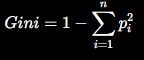 Gini = 1 − ∑_{i=1}^{n} p_i^2